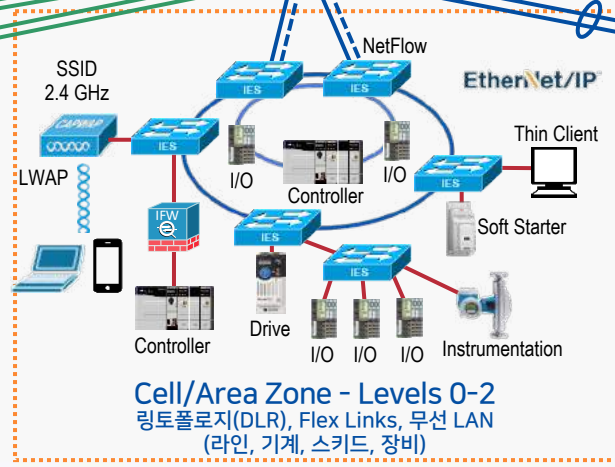 NetFlow
SSID
2.4 GHz
EtherNet/IP
IES
IES
CAPWAP
IES
Thin Client
LWAP
I/O
I/O
Controller
IES
IFW
Soft Starter
IES
IES
Controller
Drive
I/O
I/O
I/O
Instrumentation
Cell/Area Zone - Levels 0-2
링토폴로지(DLR), Flex Links, 무선 LAN
(라인, 기계, 스키드, 장비)